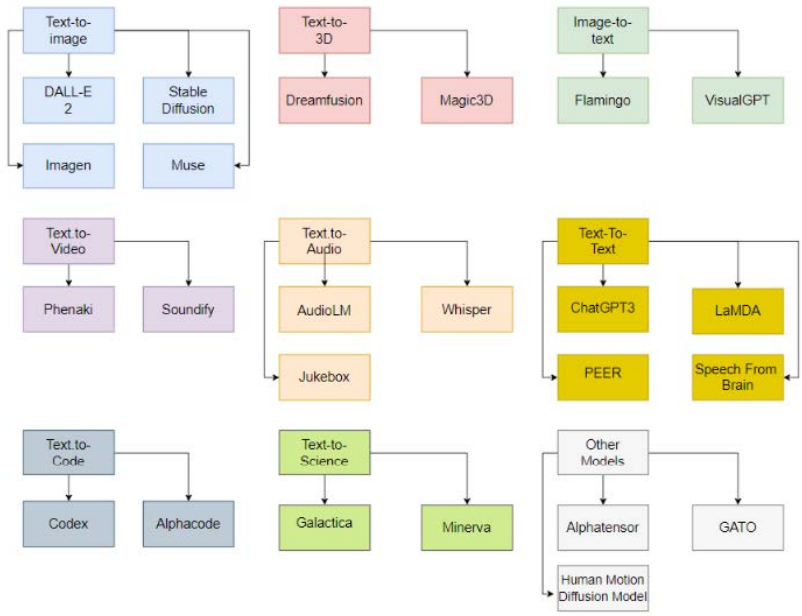 Text-to-
image
Text-to-
3D
Image-to-
text
DALL-E
2
Stable
Diffusion
Dreamfusion
Magic3D
Flamingo
VisualGPT
Imagen
Muse
Text.to-
Video
Text.to-
Audio
Text-To-
Text
Phenaki
Soundify
AudioLM
Whisper
ChatGPT3
LaMDA
Jukebox
PEER
Speech From
Brain
Text.to-
Code
Text-to-
Science
Other
Models
Codex
Alphacode
Galactica
Minerva
Alphatensor
GATO
Human Motion
Diffusion Model